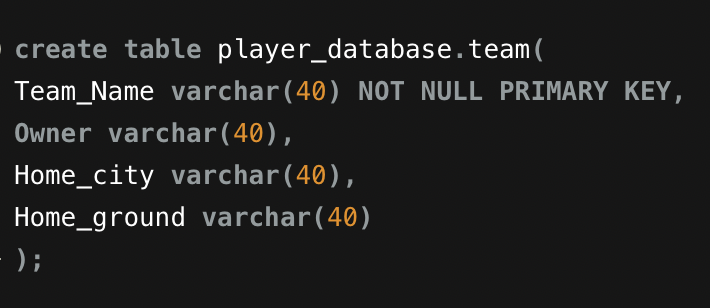 create table player_database.team(
Team_Name varchar(40) NOT NULL PRIMARY KEY,
Owner varchar(40),
Home_city varchar(40),
Home_ground varchar(40)
);